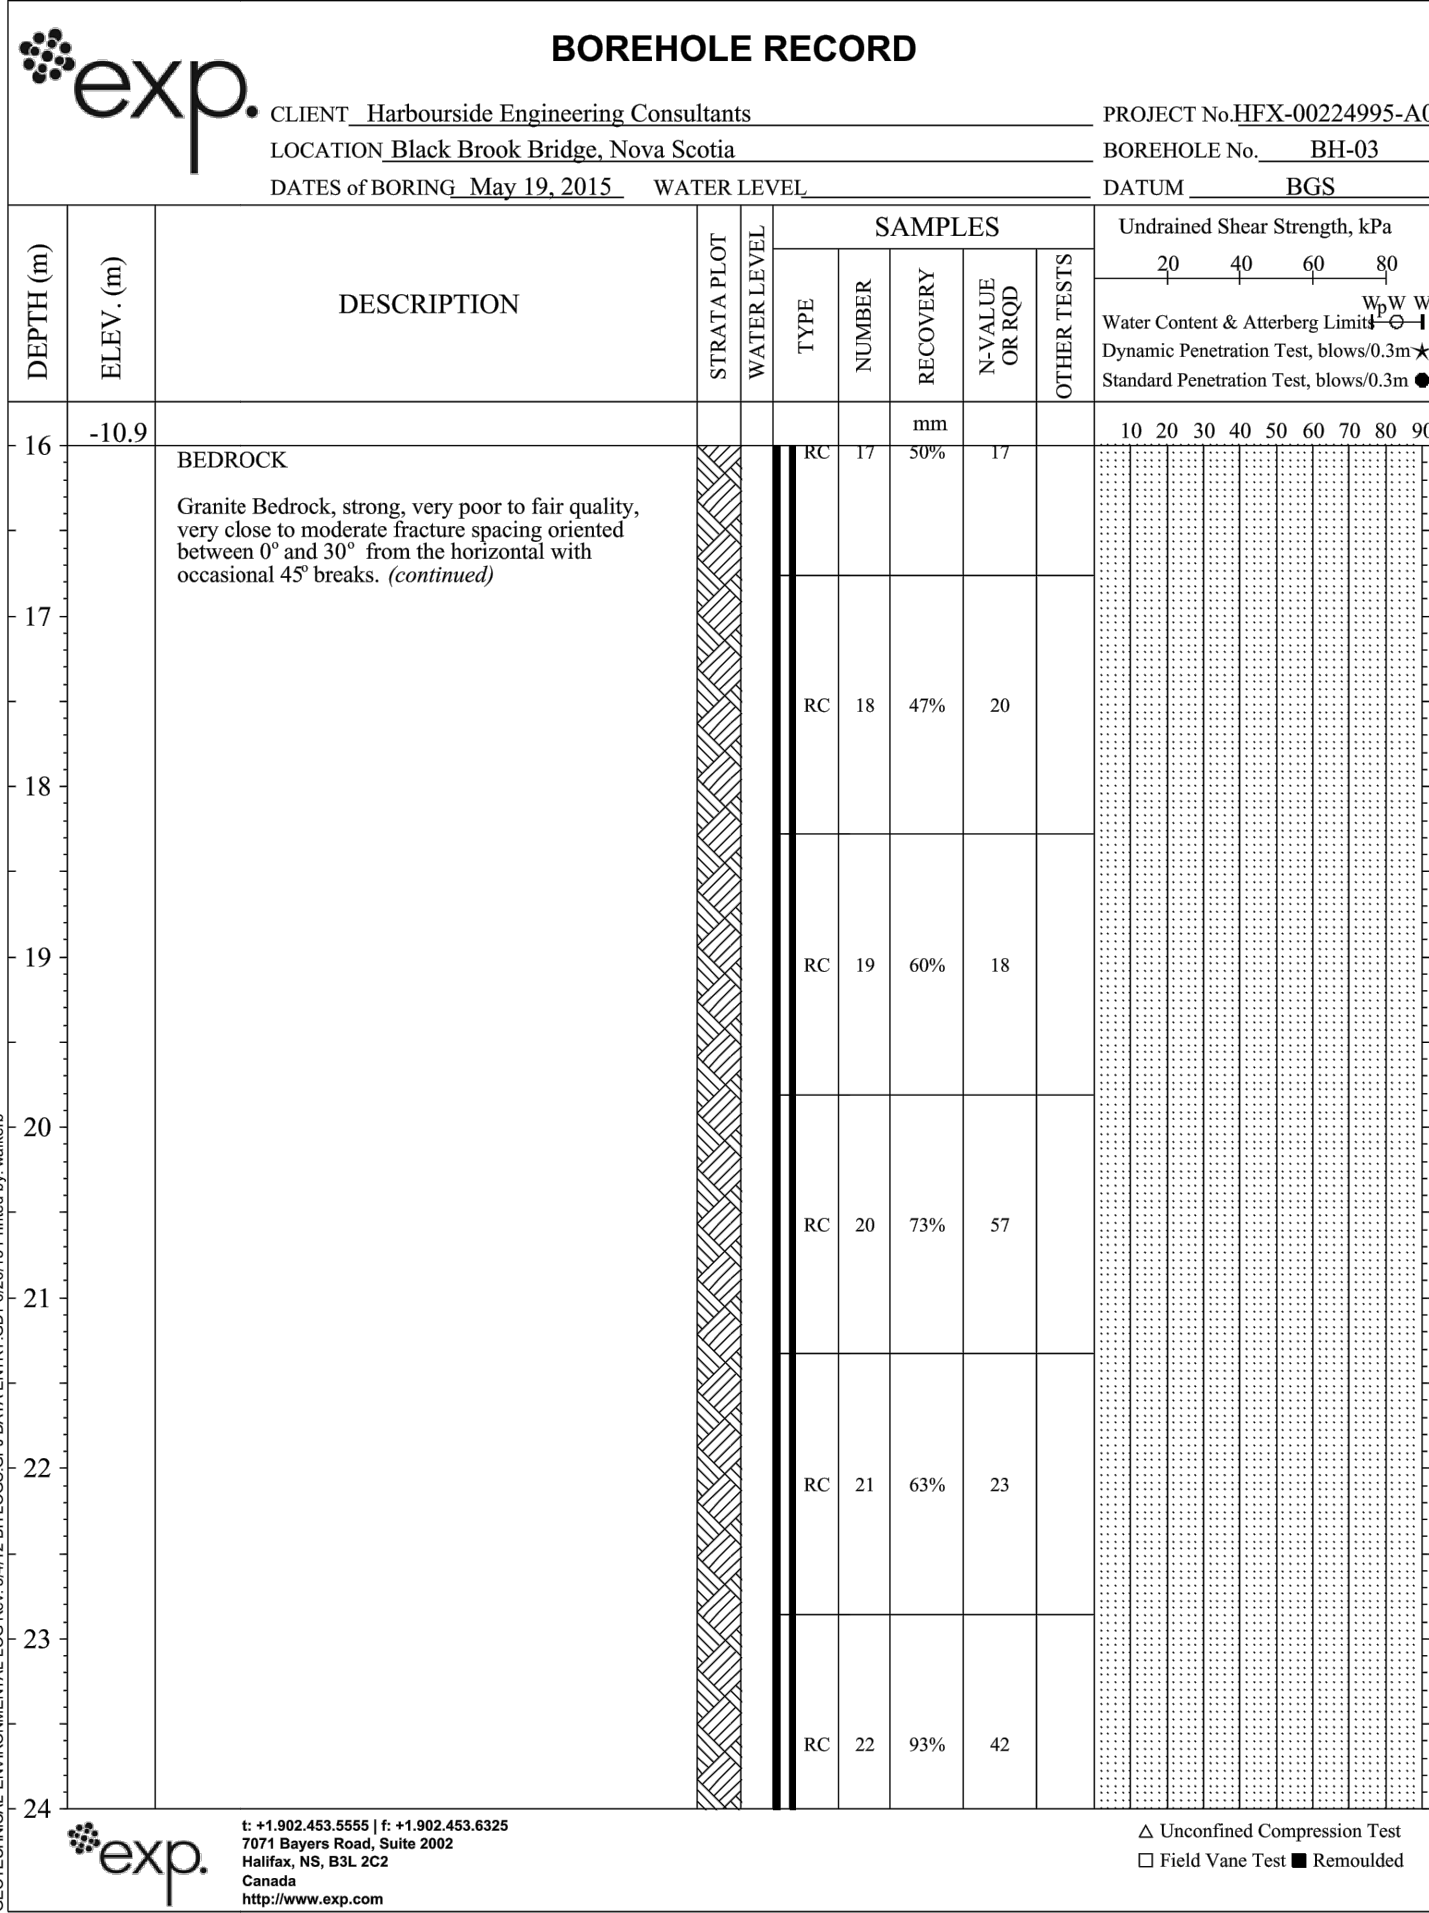 BOREHOLE RECORD
exp.
CLIENT Harbourside Engineering Consultants
PROJECT No. HFX-00224995-A0
LOCATION Black Brook Bridge, Nova Scotia
BOREHOLE No. BH-03
DATES of BORING May 19, 2015 WATER LEVEL
DATUM BGS
DEPTH (m)
ELEV. (m)
DESCRIPTION
STRATA PLOT
WATER LEVEL
SAMPLES
TYPE
NUMBER
RECOVERY
N-VALUE
OR RQD
OTHER TESTS
Undrained Shear Strength, kPa
20 40 60 80
Wp W W
Water Content & Atterberg Limits
Dynamic Penetration Test, blows/0.3m ★
Standard Penetration Test, blows/0.3m ●
-10.9
mm
10 20 30 40 50 60 70 80 90
16
BEDROCK
RC 17 50% 17
Granite Bedrock, strong, very poor to fair quality,
very close to moderate fracture spacing oriented
between 0° and 30° from the horizontal with
occasional 45° breaks. (continued)
17
RC 18 47% 20
18
19
RC 19 60% 18
20
RC 20 73% 57
21
22
RC 21 63% 23
23
RC 22 93% 42
24
exp.
t: +1.902.453.5555 | f: +1.902.453.6325
7071 Bayers Road, Suite 2002
Halifax, NS, B3L 2C2
Canada
http://www.exp.com
△ Unconfined Compression Test
□ Field Vane Test ■ Remoulded